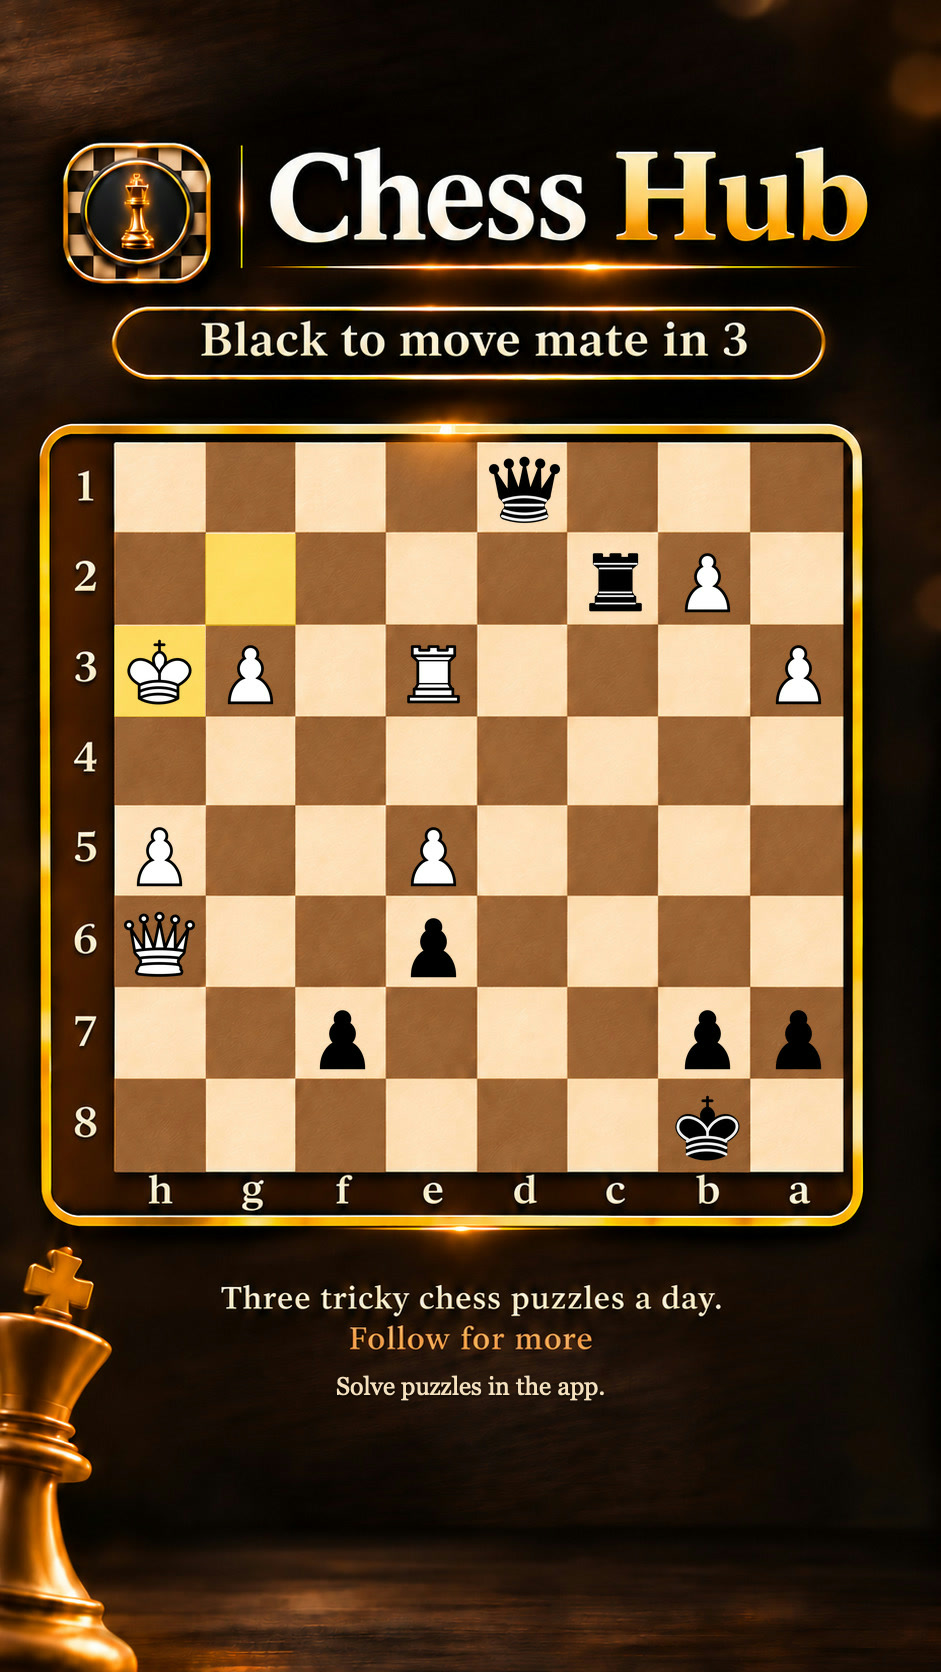 Chess Hub
Black to move mate in 3
1
2
3
4
5
6
7
8
h g f e d c b a
Three tricky chess puzzles a day.
Follow for more
Solve puzzles in the app.